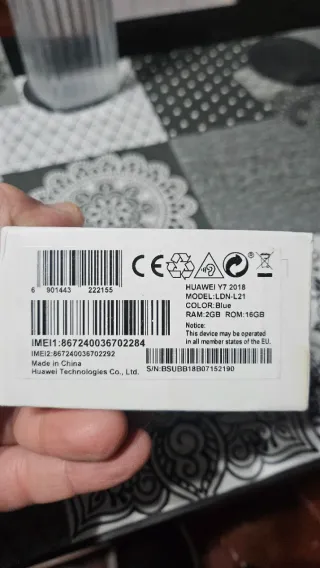 CE
6 901443 222155
HUAWEI Y7 2018
MODEL:LDN-L21
COLOR:Blue
RAM:2GB ROM:16GB
Notice:
This device may be operated
in all member states of the EU.
IMEI1:867240036702284
IMEI2:867240036702292
Made in China
Huawei Technologies Co., Ltd.
S/N:BSUBB18B07152190